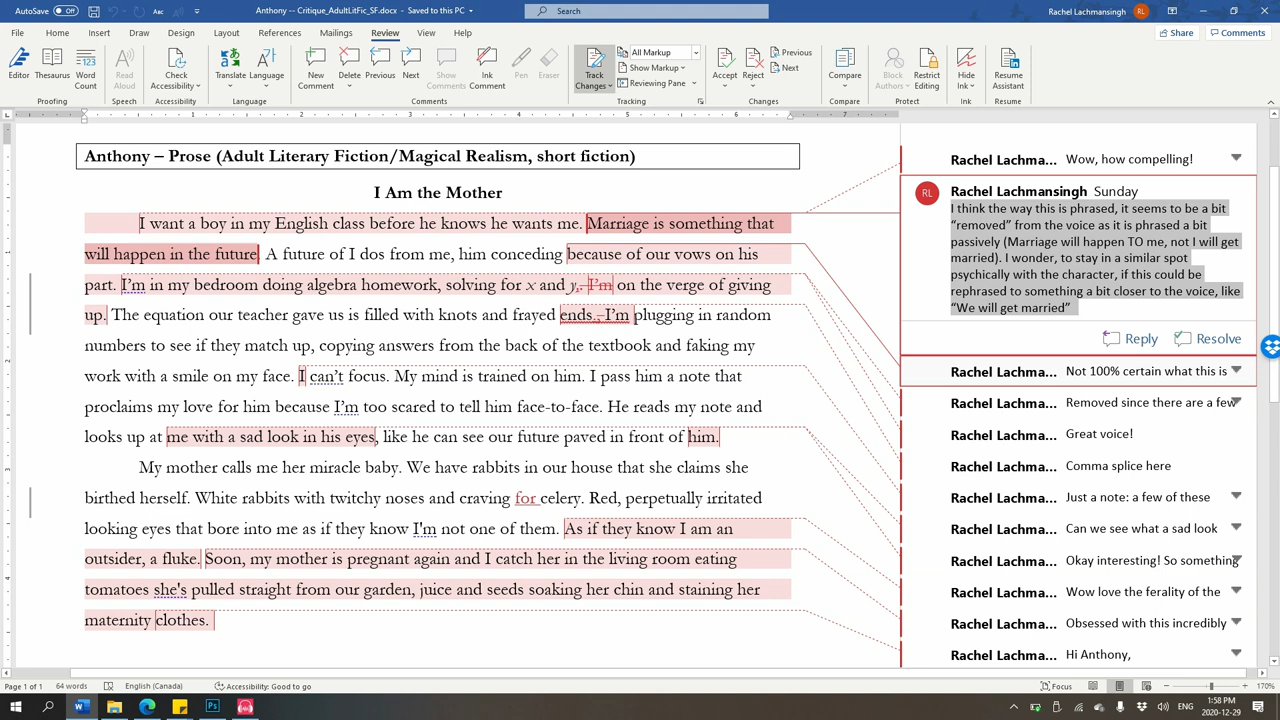 AutoSave Off
Anthony -- Critique_AdultLitFic_SF.docx - Saved to this PC
Search
Rachel Lachmansingh RL
File Home Insert Draw Design Layout References Mailings Review View Help
Share Comments
Editor Thesaurus Word Count Read Aloud Check Accessibility Translate Language New Comment Delete Previous Next Show Comments Ink Comment Pen Eraser Track Changes All Markup Show Markup Reviewing Pane Accept Reject Previous Next Compare Block Authors Restrict Editing Hide Ink Resume Assistant
Proofing Speech Accessibility Language Comments Tracking Changes Compare Protect Ink Resume
1 2 3 4 5 6 7
Anthony – Prose (Adult Literary Fiction/Magical Realism, short fiction)
I Am the Mother
I want a boy in my English class before he knows he wants me. Marriage is something that
will happen in the future. A future of I dos from me, him conceding because of our vows on his
part. I’m in my bedroom doing algebra homework, solving for x and y,. I’m on the verge of giving
up. The equation our teacher gave us is filled with knots and frayed ends., I’m plugging in random
numbers to see if they match up, copying answers from the back of the textbook and faking my
work with a smile on my face. I can’t focus. My mind is trained on him. I pass him a note that
proclaims my love for him because I’m too scared to tell him face-to-face. He reads my note and
looks up at me with a sad look in his eyes, like he can see our future paved in front of him.
My mother calls me her miracle baby. We have rabbits in our house that she claims she
birthed herself. White rabbits with twitchy noses and craving for celery. Red, perpetually irritated
looking eyes that bore into me as if they know I'm not one of them. As if they know I am an
outsider, a fluke. Soon, my mother is pregnant again and I catch her in the living room eating
tomatoes she's pulled straight from our garden, juice and seeds soaking her chin and staining her
maternity clothes.
Rachel Lachma... Wow, how compelling!
RL Rachel Lachmansingh Sunday
I think the way this is phrased, it seems to be a bit
“removed” from the voice as it is phrased a bit
passively (Marriage will happen TO me, not I will get
married). I wonder, to stay in a similar spot
psychically with the character, if this could be
rephrased to something a bit closer to the voice, like
“We will get married”
Reply Resolve
Rachel Lachma... Not 100% certain what this is
Rachel Lachma... Removed since there are a few
Rachel Lachma... Great voice!
Rachel Lachma... Comma splice here
Rachel Lachma... Just a note: a few of these
Rachel Lachma... Can we see what a sad look
Rachel Lachma... Okay interesting! So something
Rachel Lachma... Wow love the ferality of the
Rachel Lachma... Obsessed with this incredibly
Rachel Lachma... Hi Anthony,
Page 1 of 1 64 words English (Canada) Accessibility: Good to go Focus 170%
ENG 1:58 PM
2020-12-29